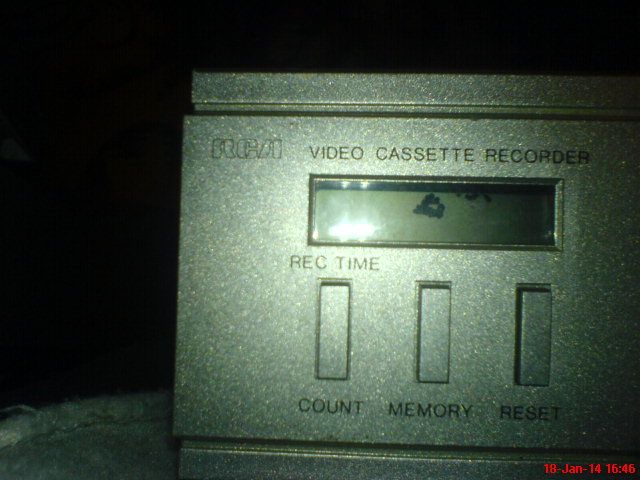 RCA VIDEO CASSETTE RECORDER
REC TIME
COUNT MEMORY RESET
18-Jan-14 16:46